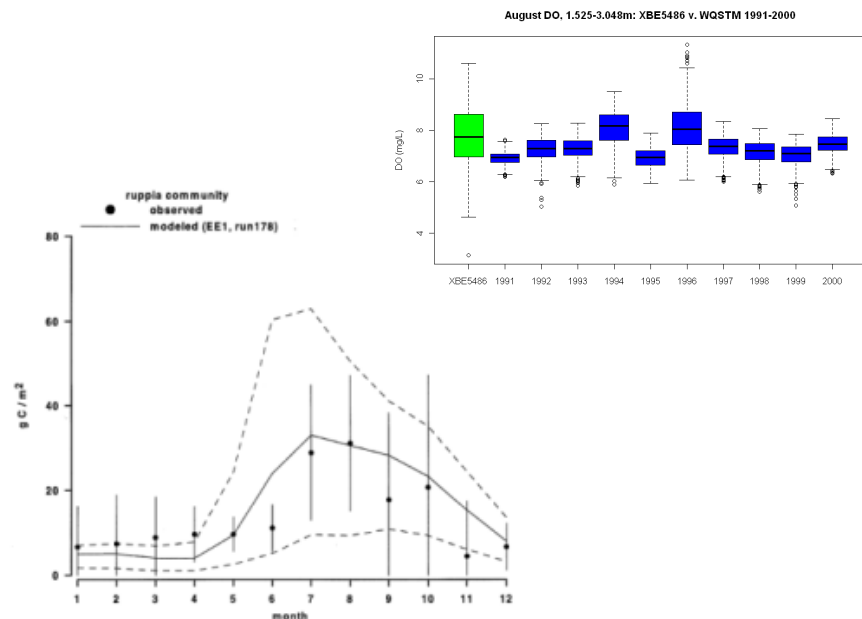 August DO, 1.525-3.048m: XBE5486 v. WQSTM 1991-2000
DO (mg/L)
10
8
6
4
XBE5486 1991 1992 1993 1994 1995 1996 1997 1998 1999 2000
ruppia community
observed
modeled (EE1, run178)
g C / m²
80
60
40
20
0
1 2 3 4 5 6 7 8 9 10 11 12
month